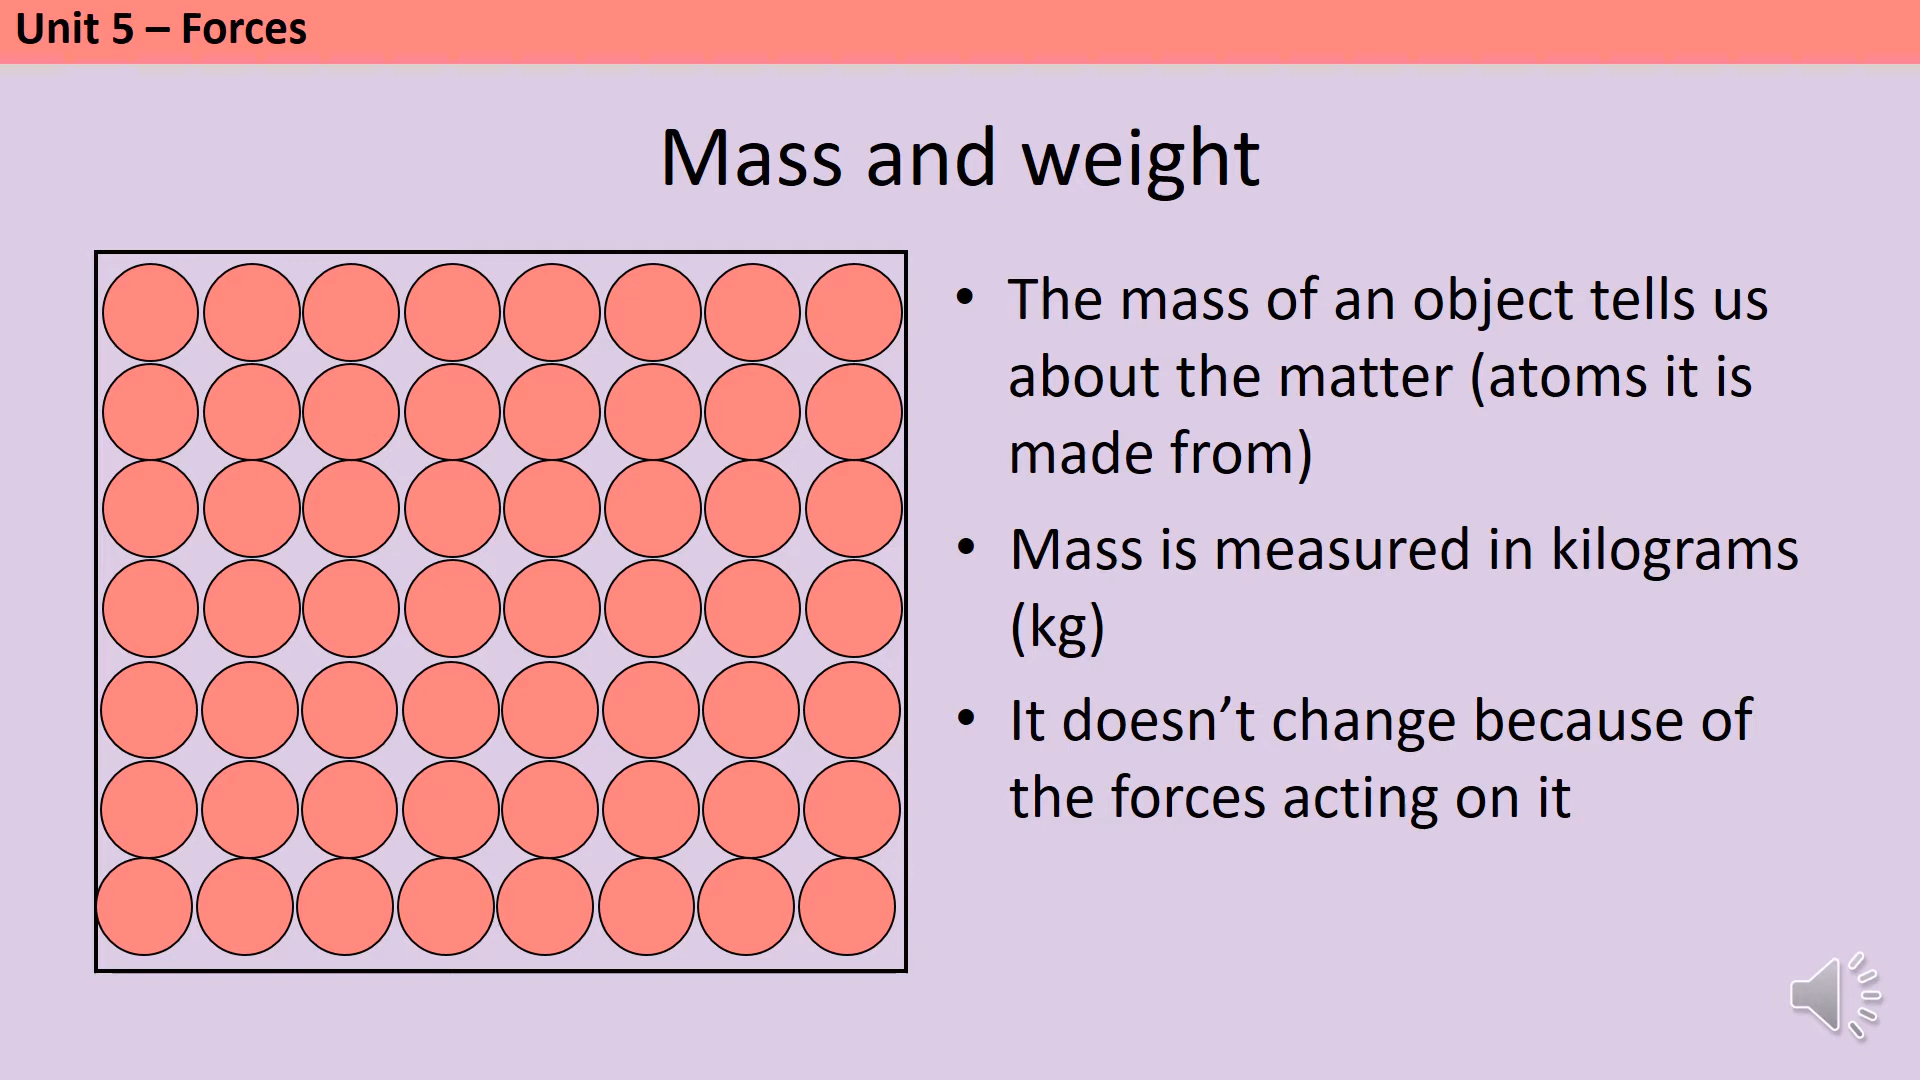 Unit 5 – Forces
Mass and weight
• The mass of an object tells us
about the matter (atoms it is
made from)
• Mass is measured in kilograms
(kg)
• It doesn’t change because of
the forces acting on it